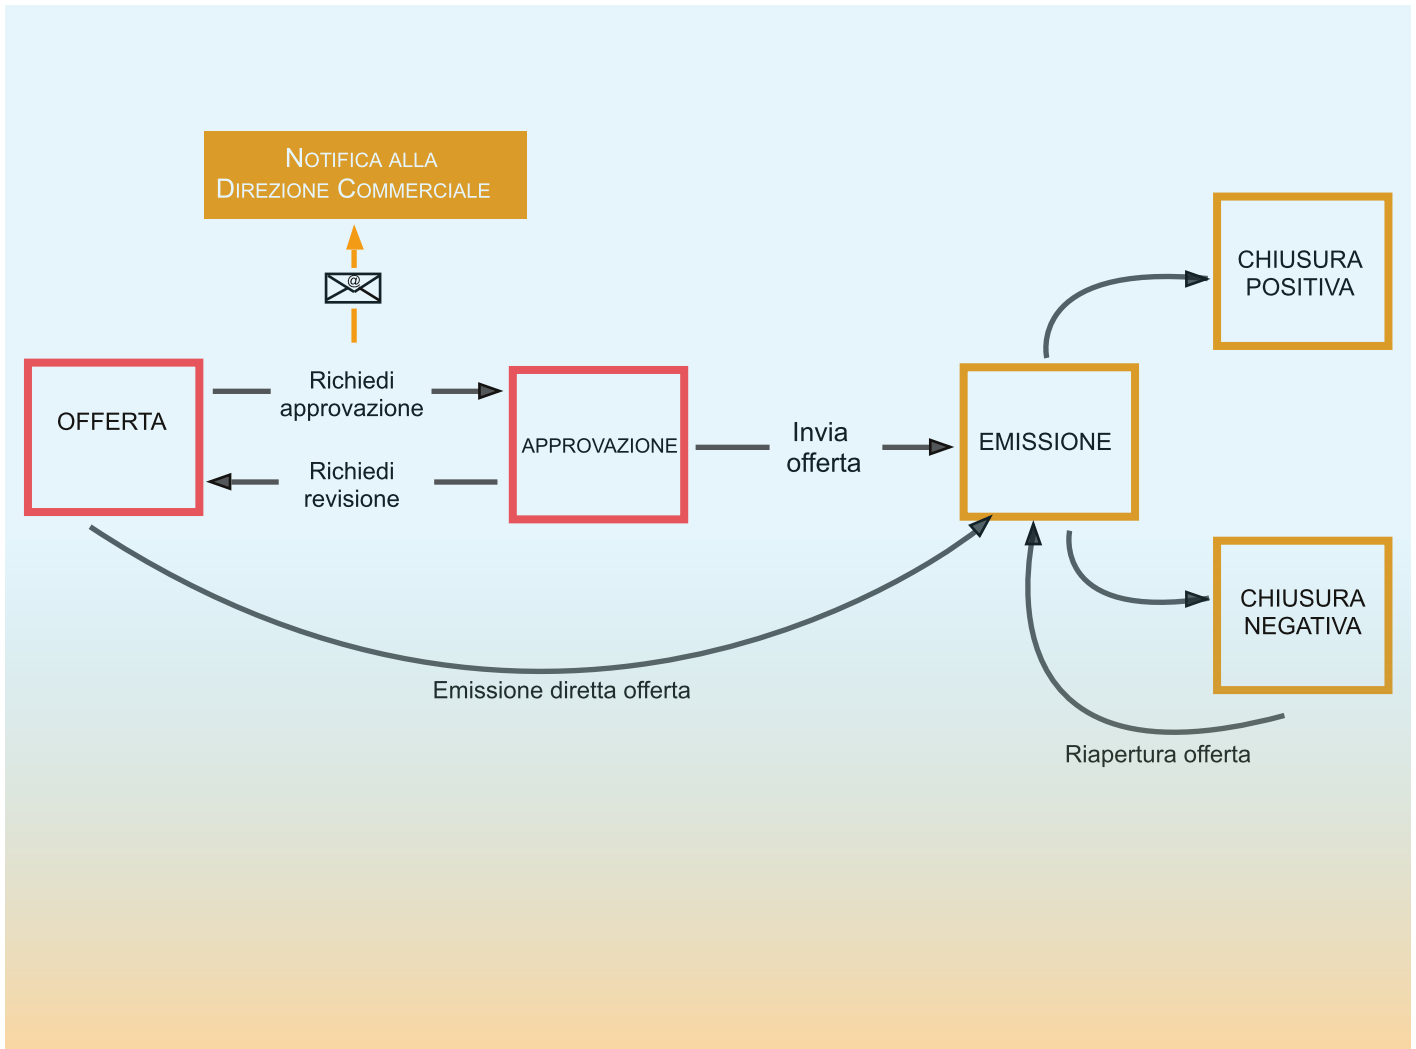 NOTIFICA ALLA
DIREZIONE COMMERCIALE
@
CHIUSURA
POSITIVA
OFFERTA
Richiedi
approvazione
APPROVAZIONE
Invia
offerta
EMISSIONE
Richiedi
revisione
CHIUSURA
NEGATIVA
Emissione diretta offerta
Riapertura offerta